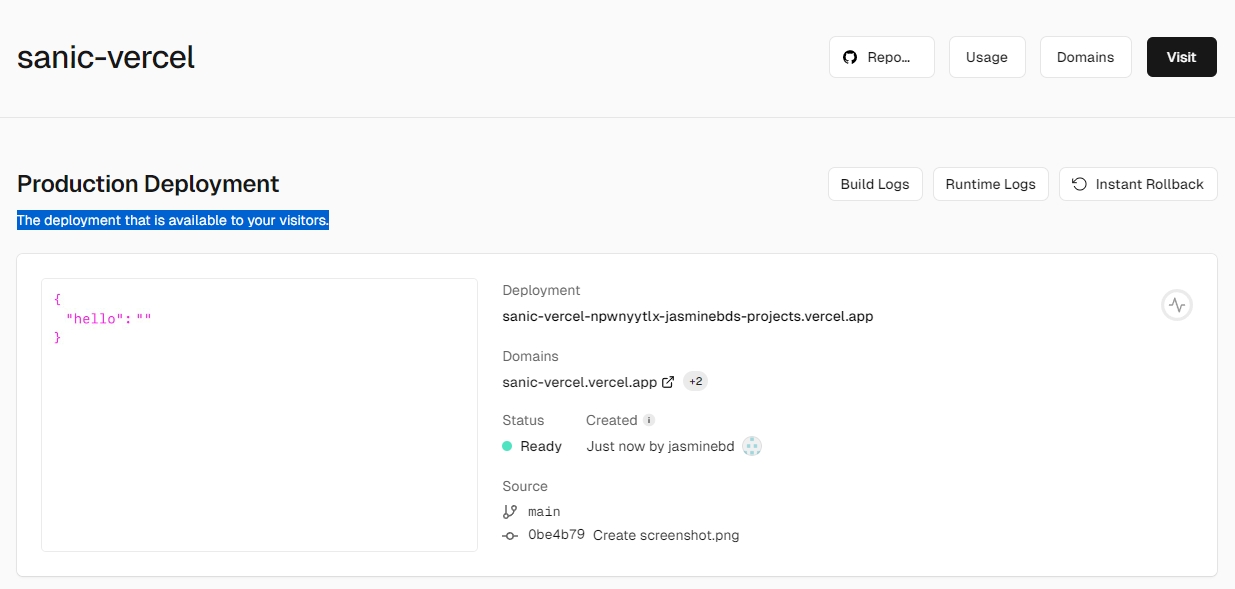 sanic-vercel
Repo...
Usage
Domains
Visit
Production Deployment
Build Logs
Runtime Logs
Instant Rollback
The deployment that is available to your visitors.
{
"hello": ""
}
Deployment
sanic-vercel-npwnyytlx-jasminebds-projects.vercel.app
Domains
sanic-vercel.vercel.app +2
Status
Created
Ready
Just now by jasminebd
Source
main
0be4b79 Create screenshot.png